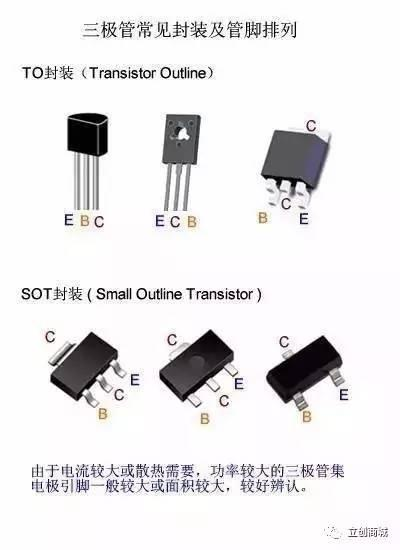 三极管常见封装及管脚排列
TO封装（Transistor Outline）
C
E B C
E C B
B C E
SOT封装 ( Small Outline Transistor )
C C C
E E E
C C
B B B
由于电流较大或散热需要，功率较大的三极管集
电极引脚一般较大或面积较大，较好辨认。
立创商城